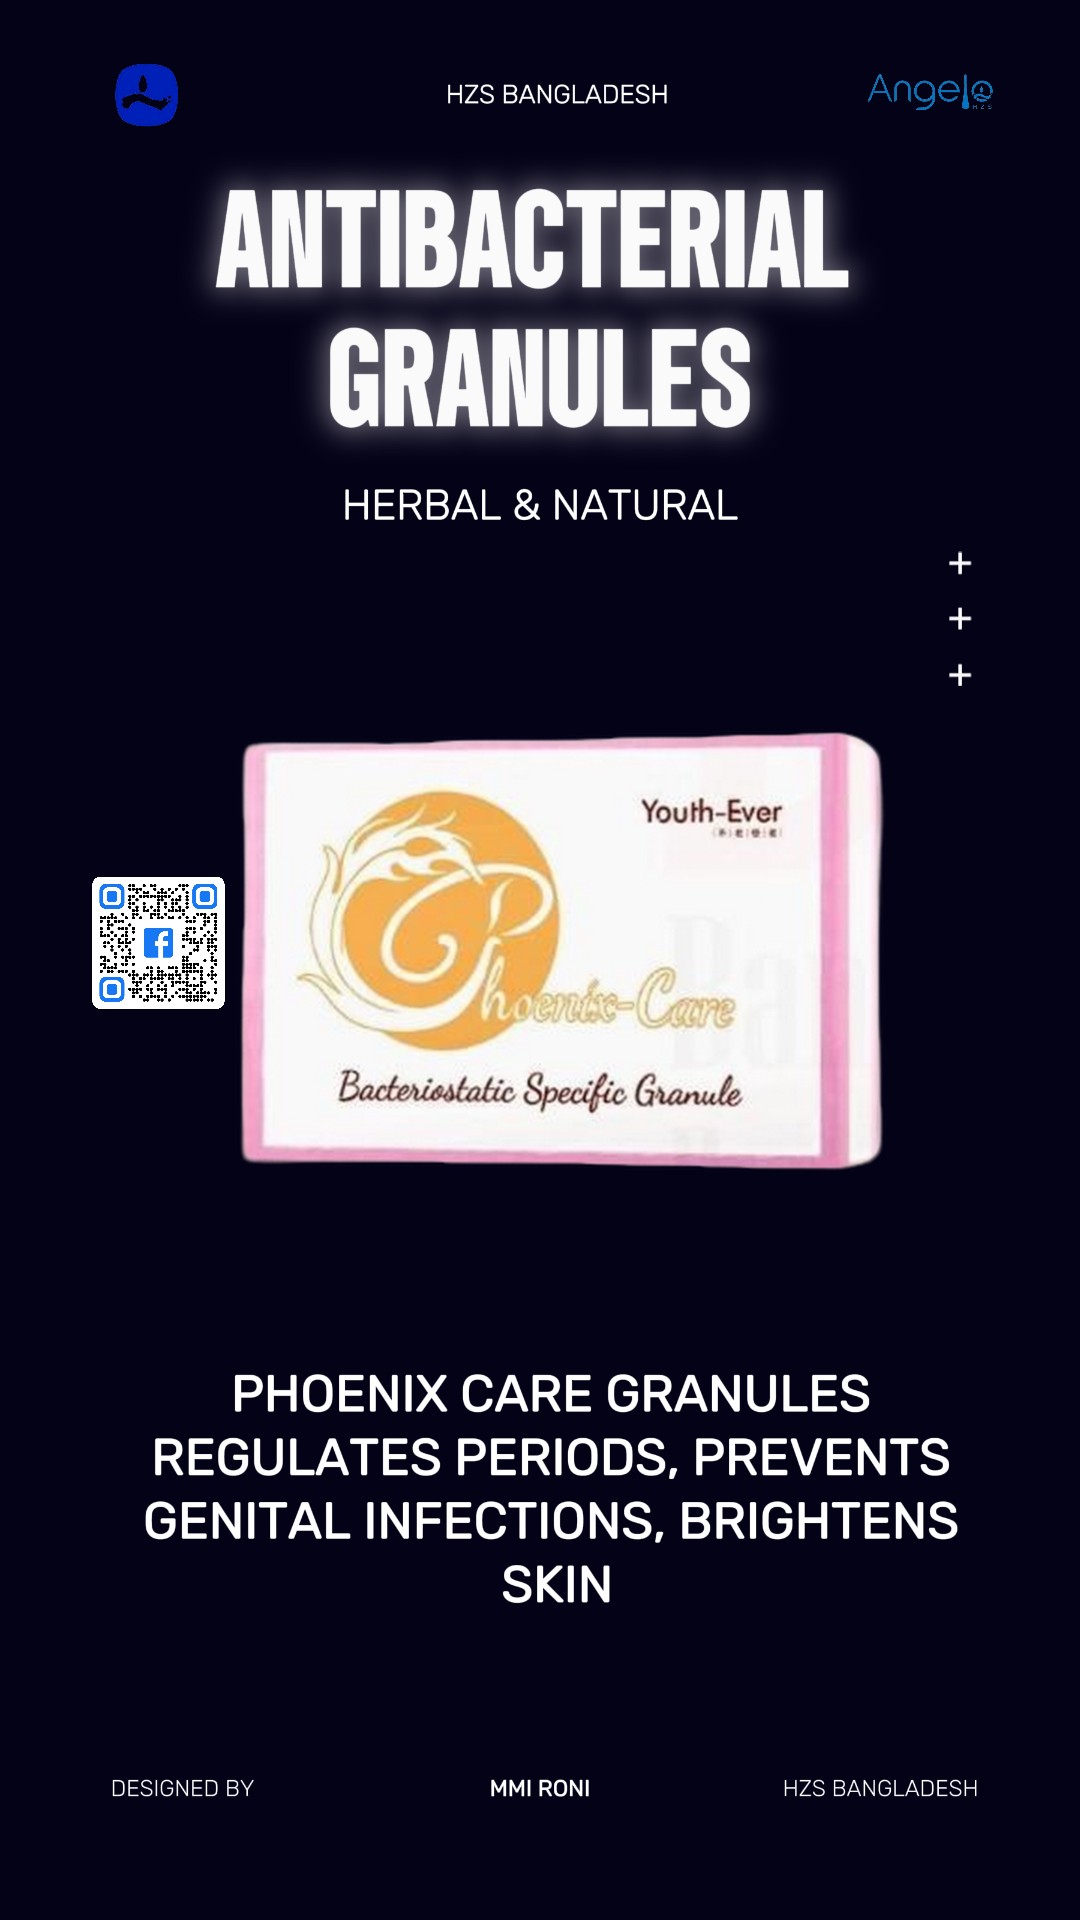 HZS BANGLADESH
Angelo
HZS
ANTIBACTERIAL
GRANULES
HERBAL & NATURAL
+
+
+
Youth-Ever
Phoenix-Care
Bacteriostatic Specific Granule
PHOENIX CARE GRANULES
REGULATES PERIODS, PREVENTS
GENITAL INFECTIONS, BRIGHTENS
SKIN
DESIGNED BY
MMI RONI
HZS BANGLADESH